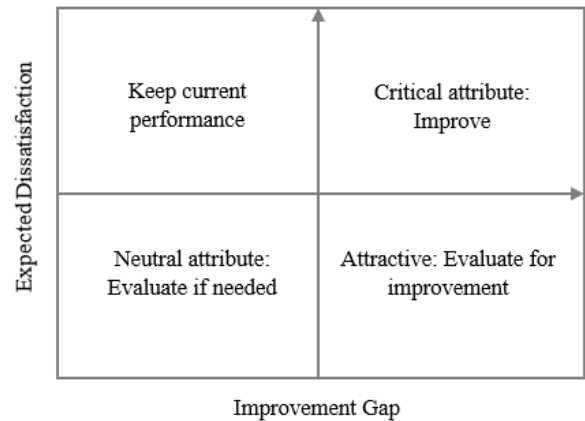 Expected Dissatisfaction
Keep current
performance
Critical attribute:
Improve
Neutral attribute:
Evaluate if needed
Attractive: Evaluate for
improvement
Improvement Gap